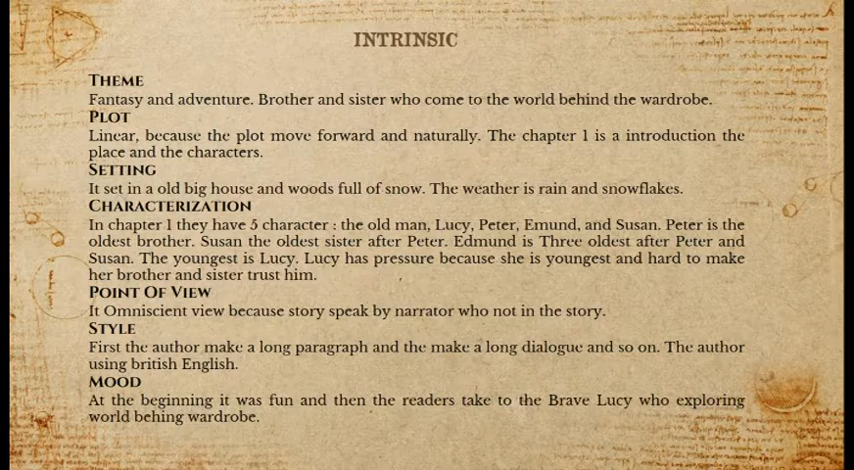 INTRINSIC
THEME
Fantasy and adventure. Brother and sister who come to the world behind the wardrobe.
PLOT
Linear, because the plot move forward and naturally. The chapter 1 is a introduction the
place and the characters.
SETTING
It set in a old big house and woods full of snow. The weather is rain and snowflakes.
CHARACTERIZATION
In chapter 1 they have 5 character : the old man, Lucy, Peter, Emund, and Susan. Peter is the
oldest brother. Susan the oldest sister after Peter. Edmund is Three oldest after Peter and
Susan. The youngest is Lucy. Lucy has pressure because she is youngest and hard to make
her brother and sister trust him.
POINT OF VIEW
It Omniscient view because story speak by narrator who not in the story.
STYLE
First the author make a long paragraph and the make a long dialogue and so on. The author
using british English.
MOOD
At the beginning it was fun and then the readers take to the Brave Lucy who exploring
world behing wardrobe.